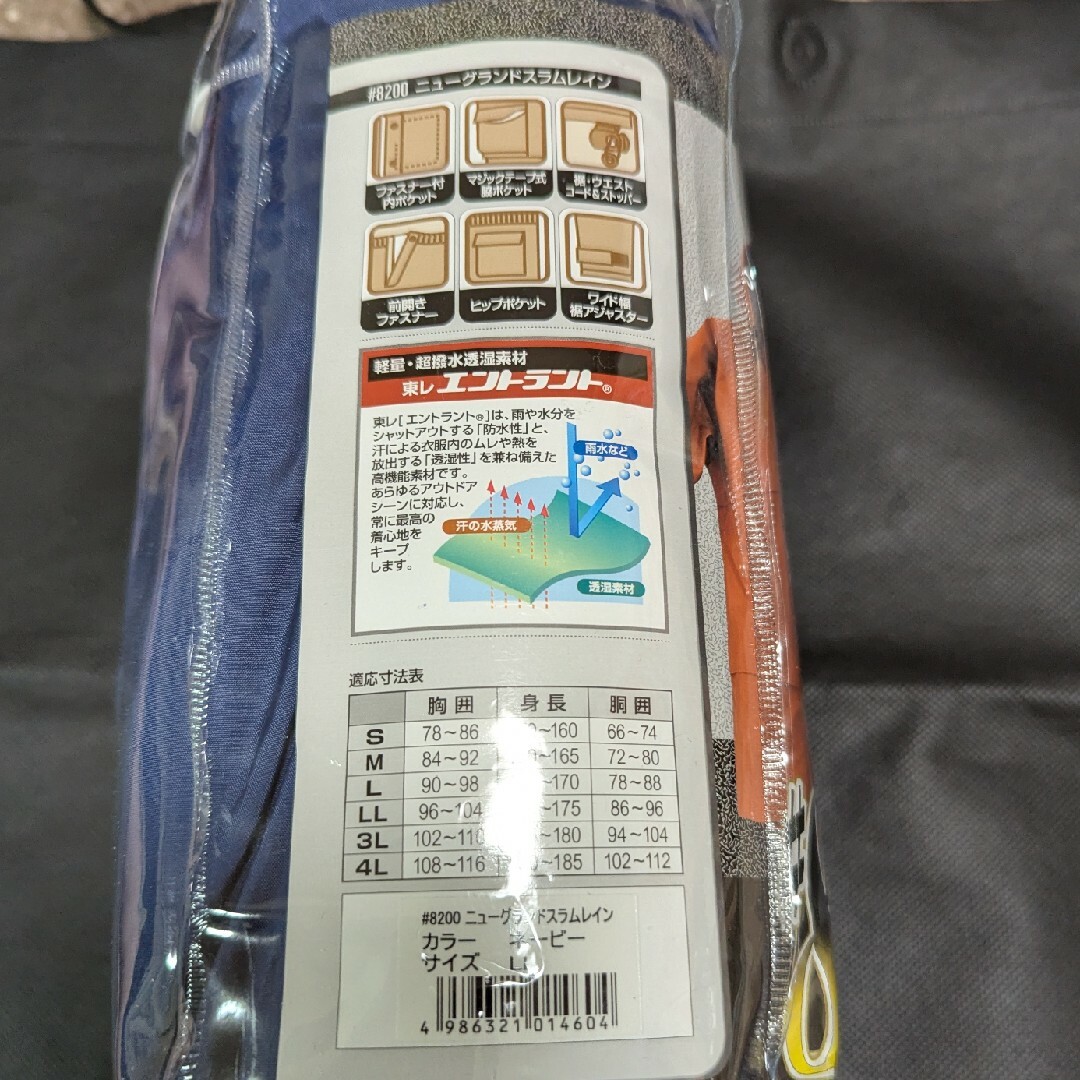 #8200 ニューグランドスラムレイン
ファスナー付
内ポケット
マジックテープ式
脇ポケット
裾・ウエスト
コード&ストッパー
前開き
ファスナー
ヒップポケット
ワイド幅
裾アジャスター
軽量・超撥水透湿素材
東レ エントラント®
東レ[エントラント®]は、雨や水分を
シャットアウトする「防水性」と、
汗による衣服内のムレや熱を
放出する「透湿性」を兼ね備えた
高機能素材です。
あらゆるアウトドア
シーンに対応し、
常に最高の
着心地を
キープ
します。
雨水など
汗の水蒸気
透湿素材
適応寸法表
胸囲 身長 胴囲
S 78~86 ~160 66~74
M 84~92 ~165 72~80
L 90~98 ~170 78~88
LL 96~104 ~175 86~96
3L 102~110 ~180 94~104
4L 108~116 ~185 102~112
#8200 ニューグランドスラムレイン
カラー ネービー
サイズ
4 986321 014604